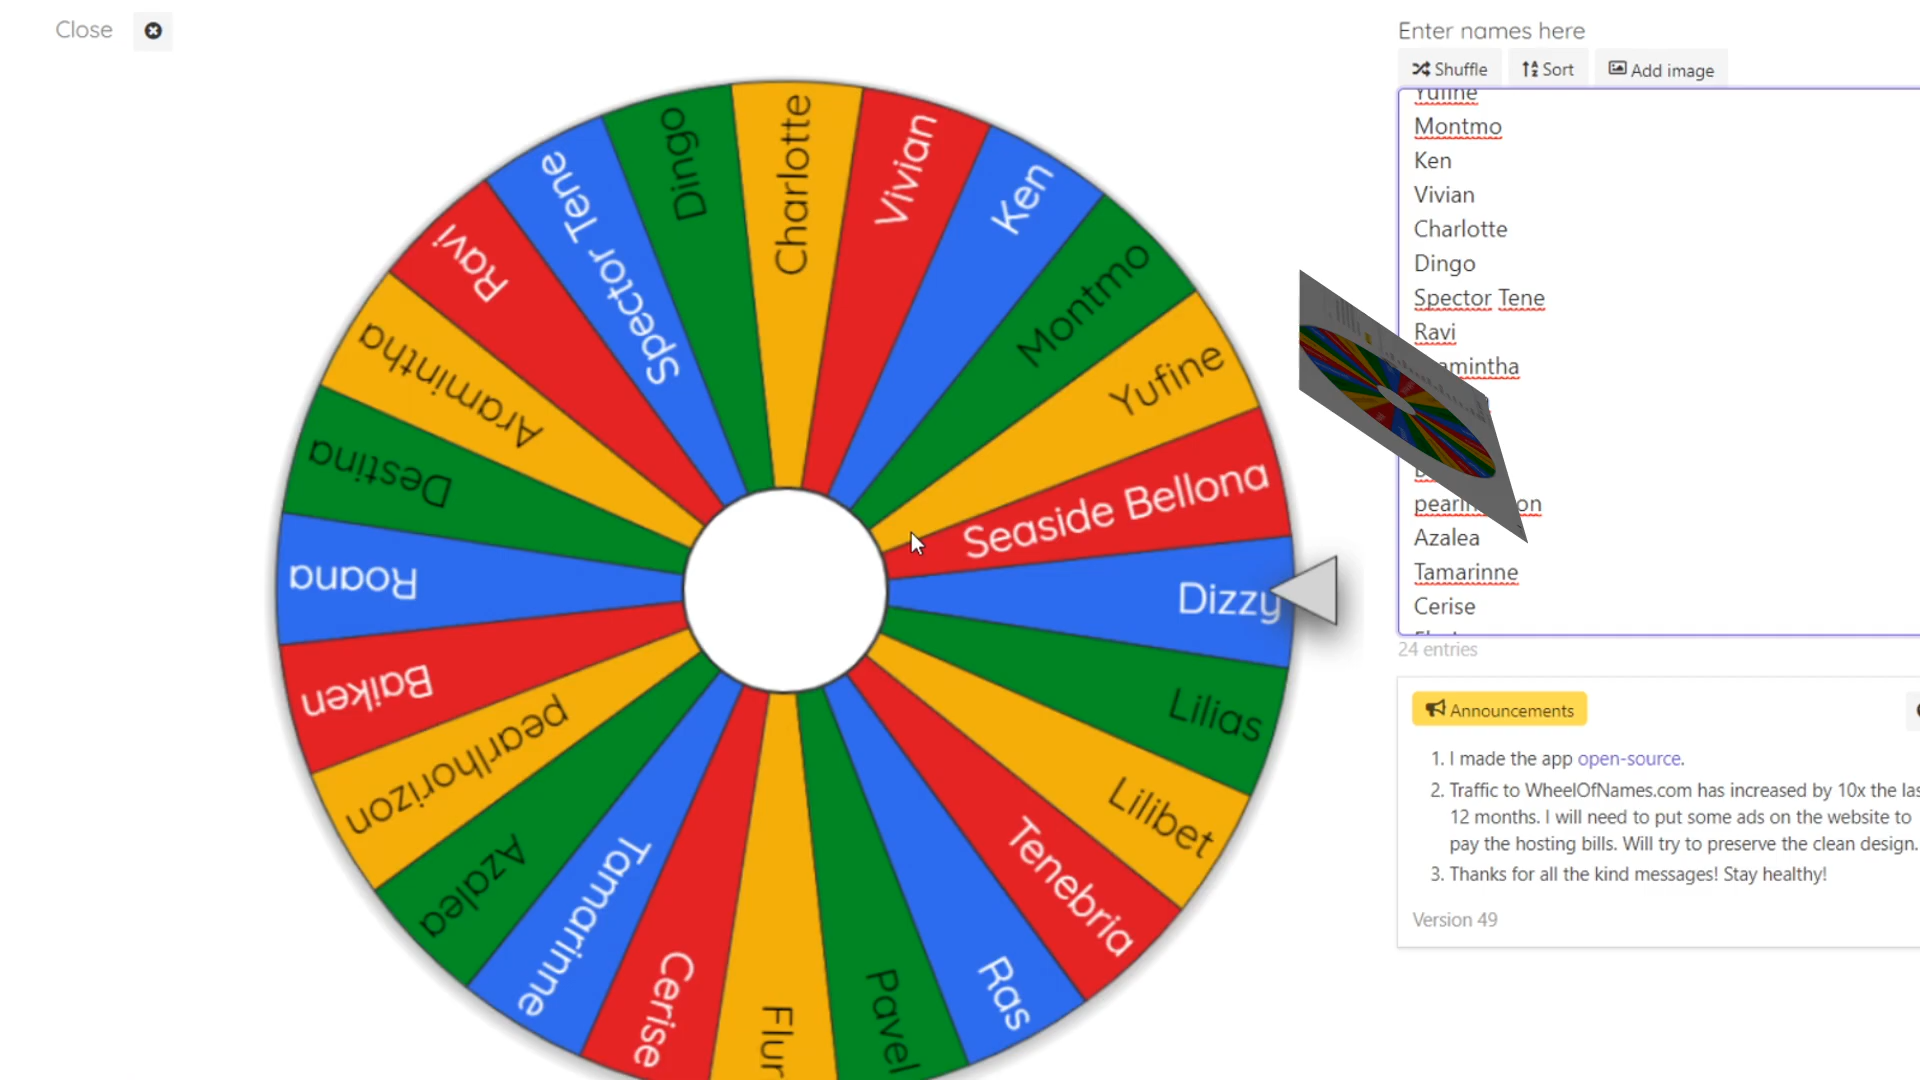 Close
Enter names here
Shuffle
Sort
Add image
Yufine
Montmo
Ken
Vivian
Charlotte
Dingo
Spector Tene
Ravi
amintha
Azalea
Tamarinne
Cerise
24 entries
Announcements
1. I made the app open-source.
2. Traffic to WheelOfNames.com has increased by 10x the las
12 months. I will need to put some ads on the website to
pay the hosting bills. Will try to preserve the clean design.
3. Thanks for all the kind messages! Stay healthy!
Version 49
Charlotte
Vivian
Ken
Montmo
Yufine
Seaside Bellona
Dizzy
Lilias
Lilibet
Tenebria
Ras
Pavel
Flur
Cerise
Tamarinne
Azalea
pearlhorizon
Baiken
Roana
Destina
Aramintha
Ravi
Spector Tene
Dingo